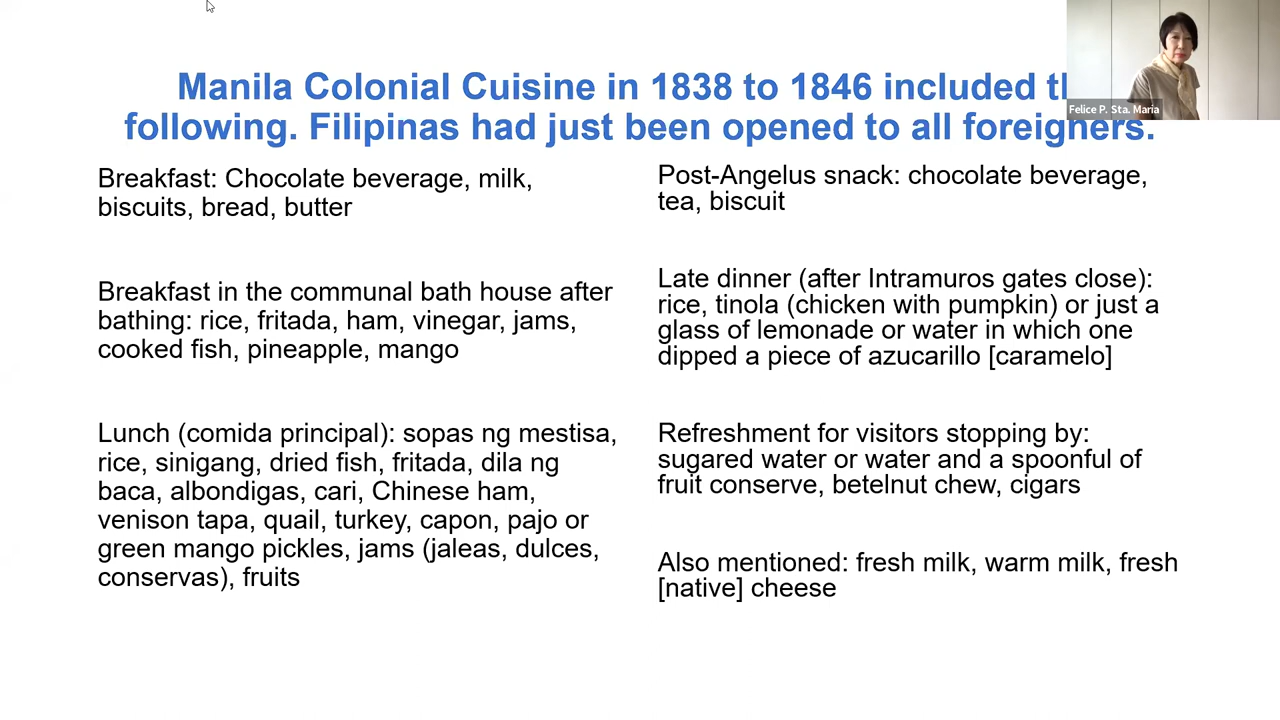 Manila Colonial Cuisine in 1838 to 1846 included
following. Filipinas had just been opened to all foreigners.
Felice P. Sta. Maria
Breakfast: Chocolate beverage, milk,
biscuits, bread, butter
Breakfast in the communal bath house after
bathing: rice, fritada, ham, vinegar, jams,
cooked fish, pineapple, mango
Lunch (comida principal): sopas ng mestisa,
rice, sinigang, dried fish, fritada, dila ng
baca, albondigas, cari, Chinese ham,
venison tapa, quail, turkey, capon, pajo or
green mango pickles, jams (jaleas, dulces,
conservas), fruits
Post-Angelus snack: chocolate beverage,
tea, biscuit
Late dinner (after Intramuros gates close):
rice, tinola (chicken with pumpkin) or just a
glass of lemonade or water in which one
dipped a piece of azucarillo [caramelo]
Refreshment for visitors stopping by:
sugared water or water and a spoonful of
fruit conserve, betelnut chew, cigars
Also mentioned: fresh milk, warm milk, fresh
[native] cheese